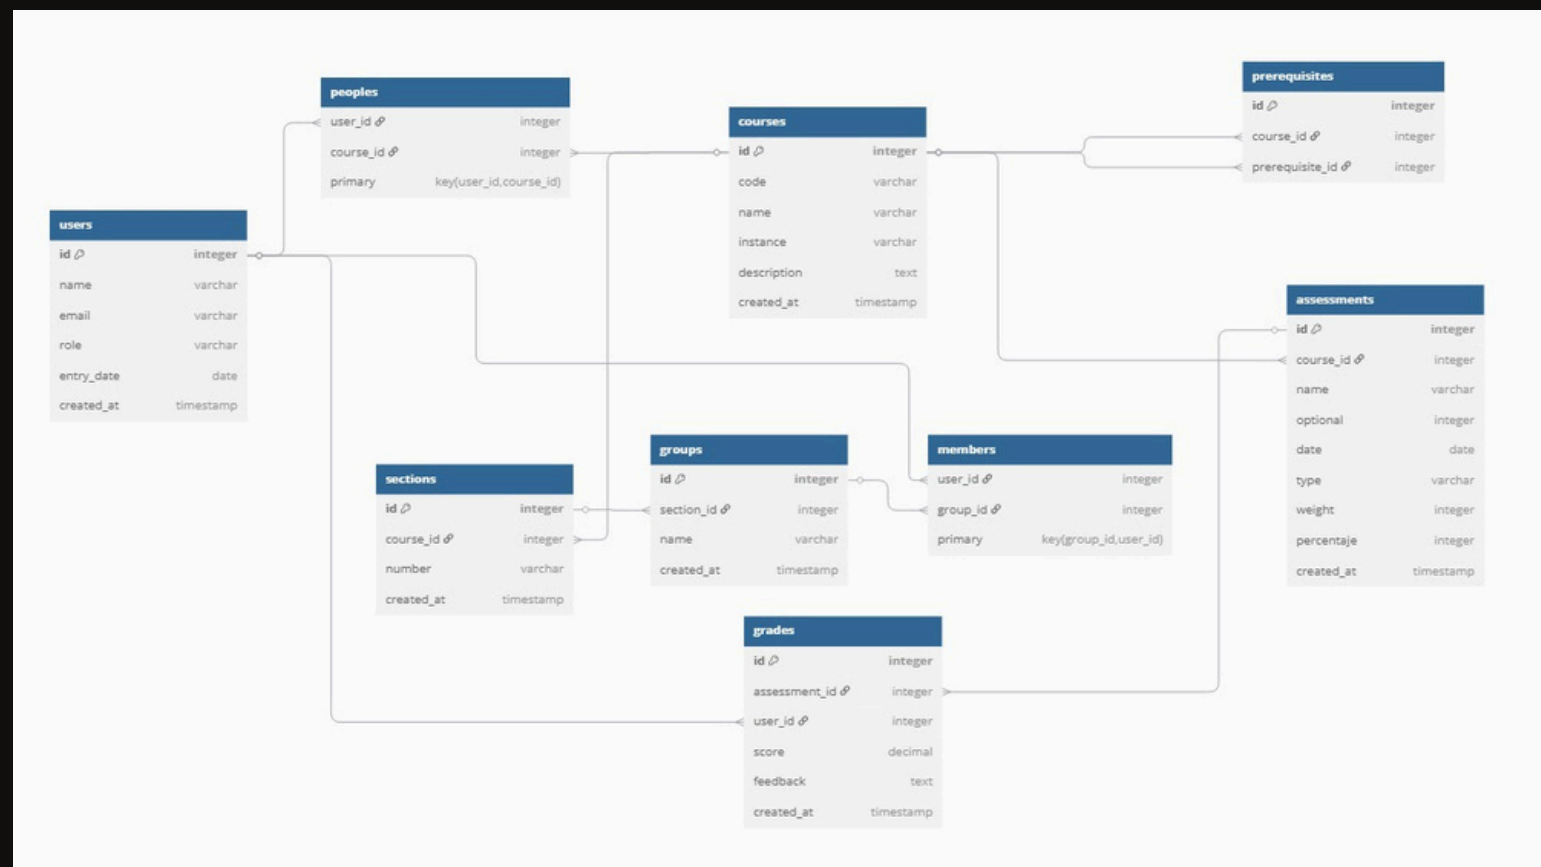 peoples
user_id integer
course_id integer
primary key(user_id,course_id)
users
id integer
name varchar
email varchar
role varchar
entry_date date
created_at timestamp
courses
id integer
code varchar
name varchar
instance varchar
description text
created_at timestamp
prerequisites
id integer
course_id integer
prerequisite_id integer
assessments
id integer
course_id integer
name varchar
optional integer
date date
type varchar
weight integer
percentaje integer
created_at timestamp
sections
id integer
course_id integer
number varchar
created_at timestamp
groups
id integer
section_id integer
name varchar
created_at timestamp
members
user_id integer
group_id integer
primary key(group_id,user_id)
grades
id integer
assessment_id integer
user_id integer
score decimal
feedback text
created_at timestamp